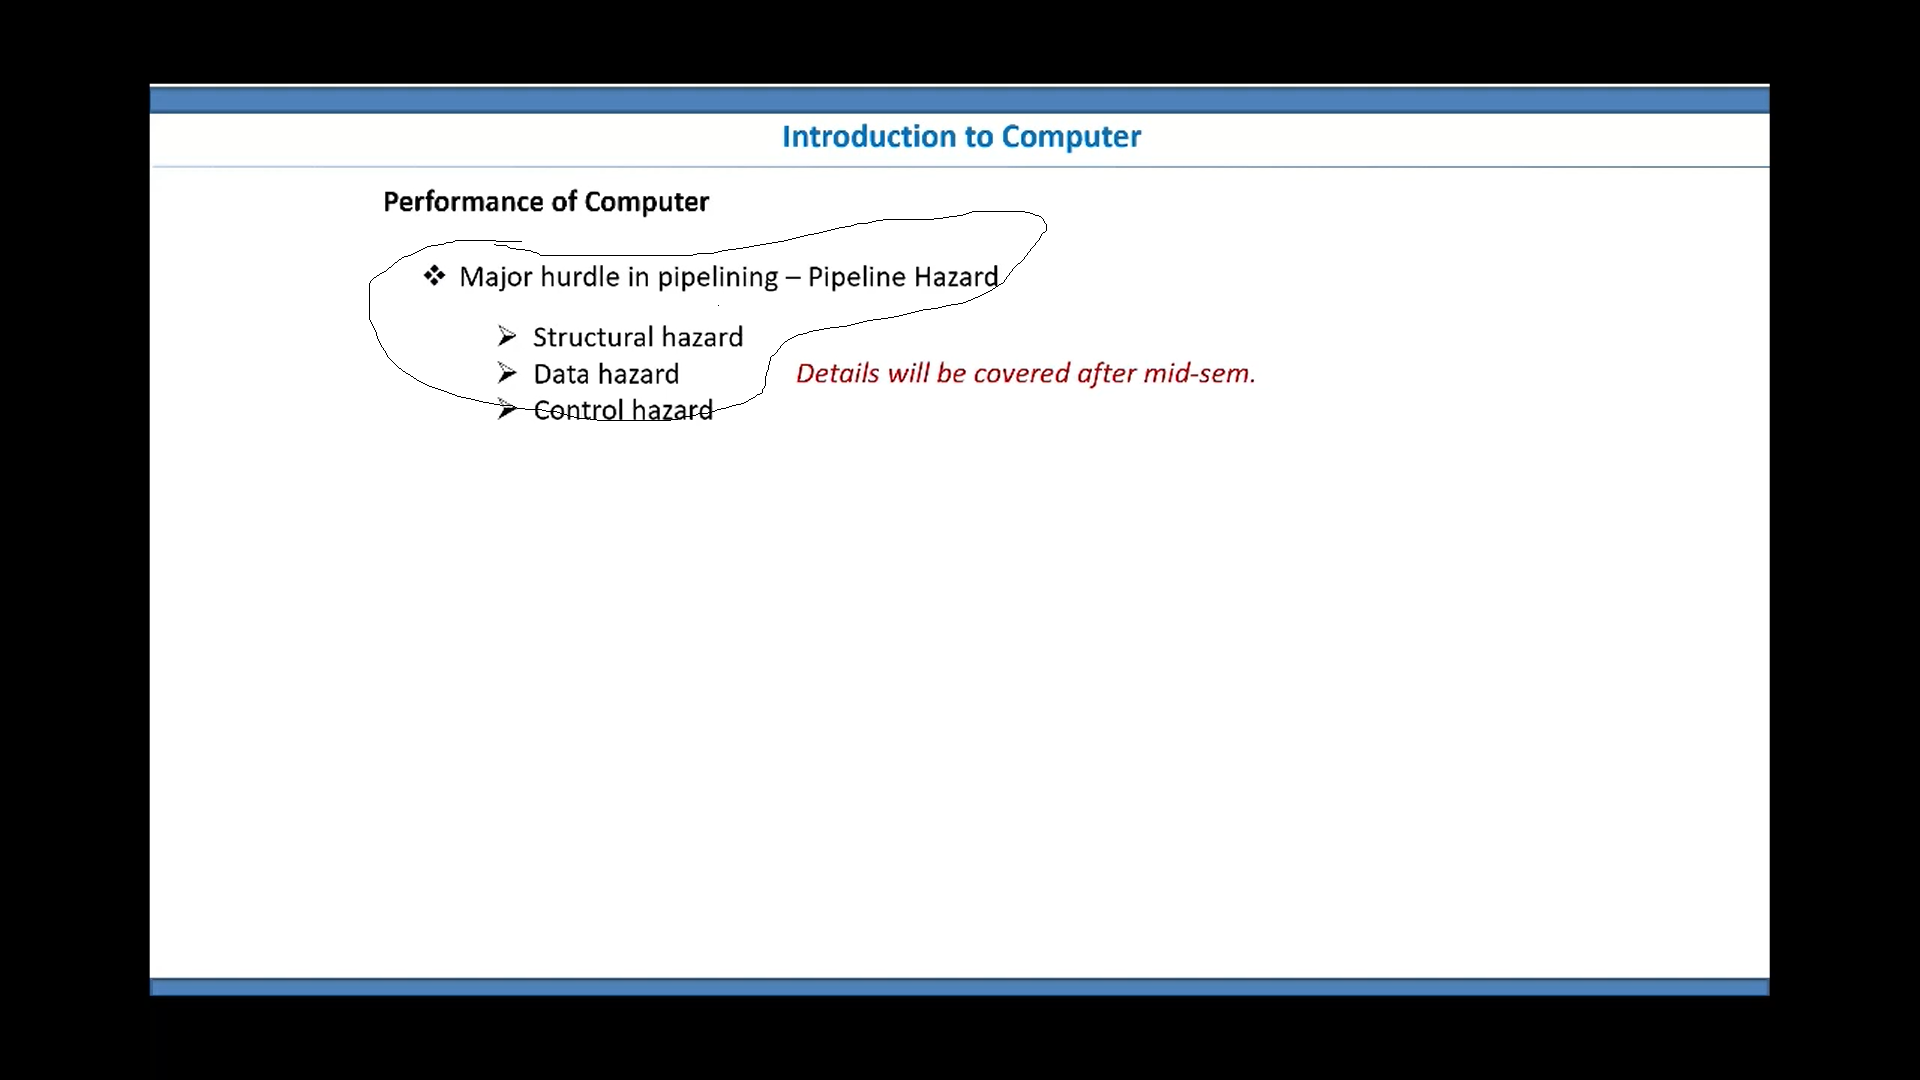 Introduction to Computer
Performance of Computer
❖ Major hurdle in pipelining – Pipeline Hazard
➢ Structural hazard
➢ Data hazard
Details will be covered after mid-sem.
➢ Control hazard